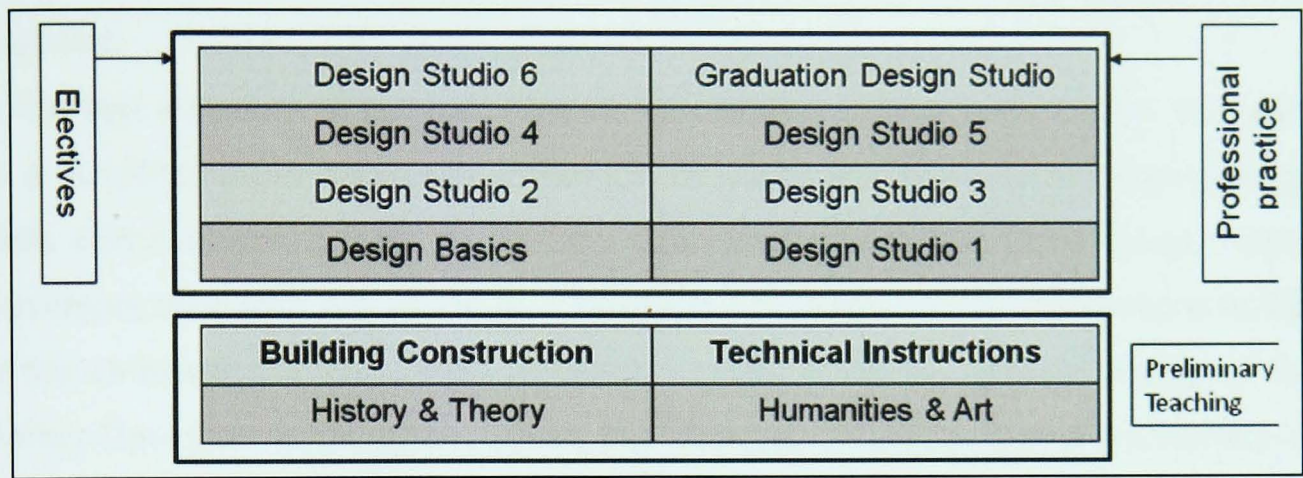 Electives
Design Studio 6
Graduation Design Studio
Design Studio 4
Design Studio 5
Design Studio 2
Design Studio 3
Design Basics
Design Studio 1
Professional
practice
Building Construction
Technical Instructions
History & Theory
Humanities & Art
Preliminary
Teaching